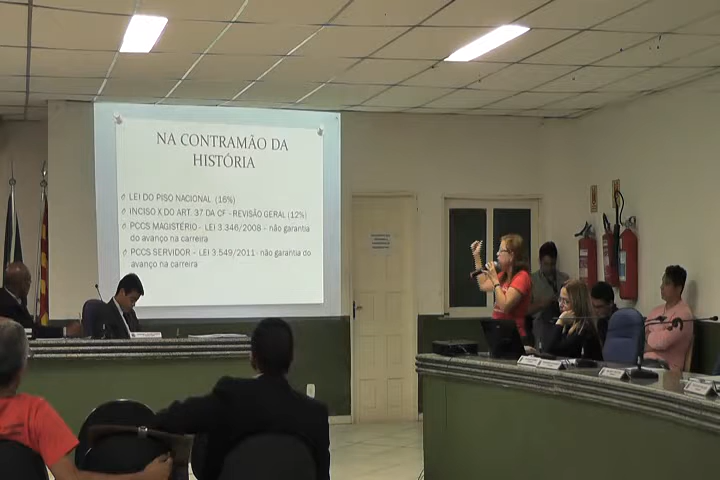 NA CONTRAMÃO DA
HISTÓRIA
LEI DO PISO NACIONAL (16%)
INCISO X DO ART. 37 DA CF - REVISÃO GERAL (12%)
PCCS MAGISTÉRIO - LEI 3.346/2008 - não garantia
do avanço na carreira
PCCS SERVIDOR - LEI 3.549/2011 - não garantia do
avanço na carreira